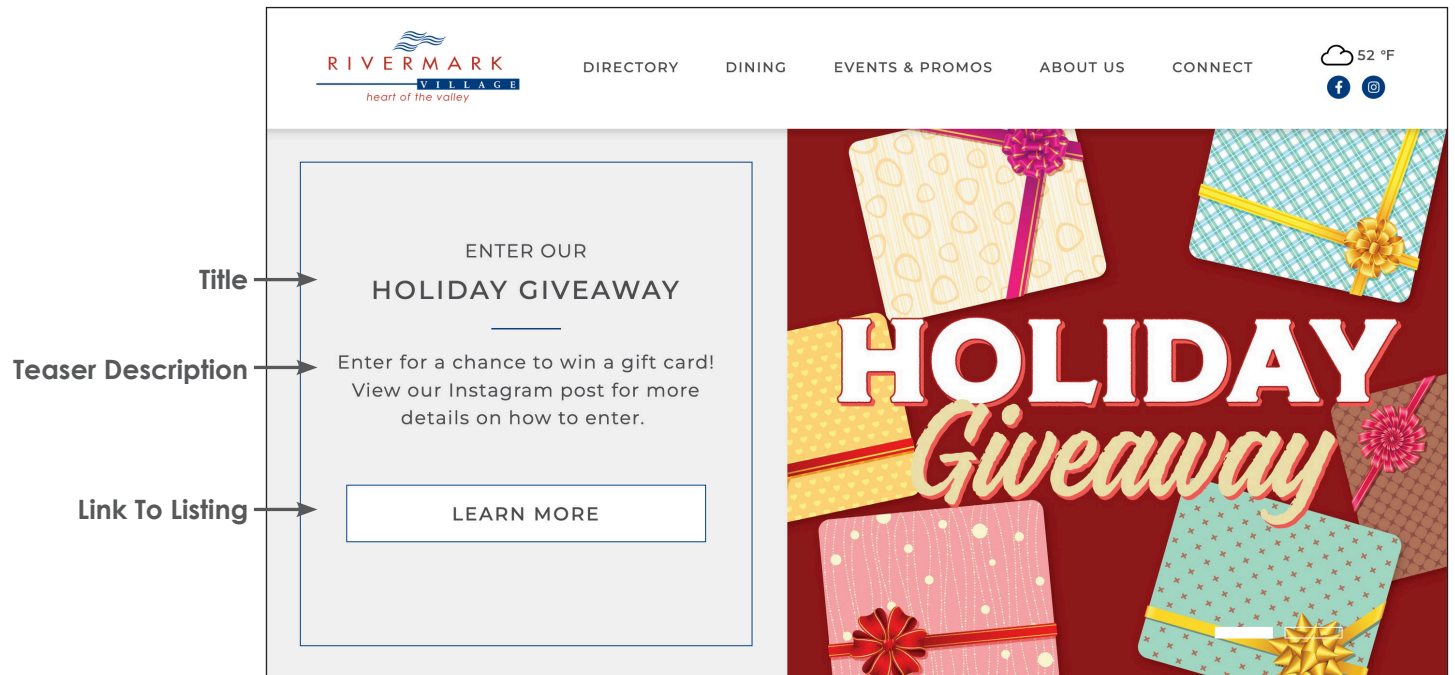 RIVERMARK
VILLAGE
heart of the valley
DIRECTORY
DINING
EVENTS & PROMOS
ABOUT US
CONNECT
52 °F
ENTER OUR
Title
HOLIDAY GIVEAWAY
Teaser Description
Enter for a chance to win a gift card!
View our Instagram post for more
details on how to enter.
Link To Listing
LEARN MORE
HOLIDAY
Giveaway